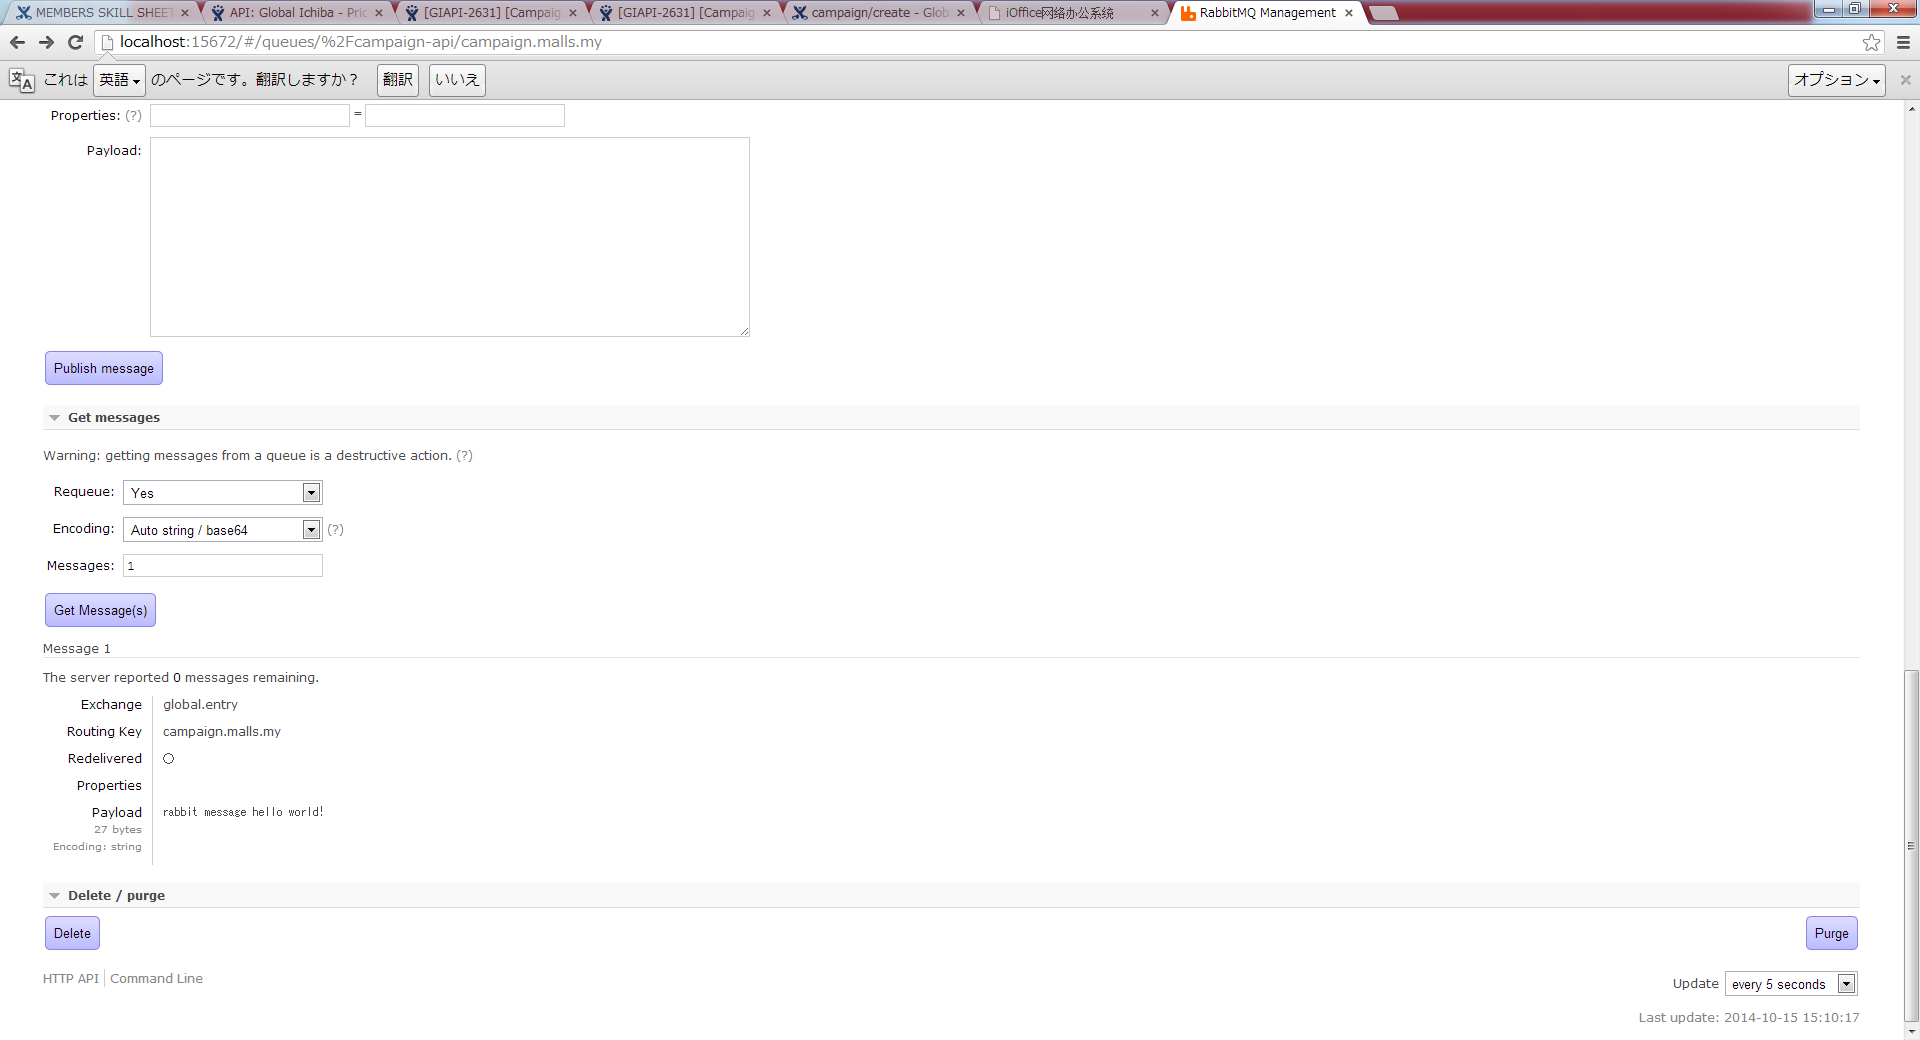 MEMBERS SKILL SHEET
API: Global Ichiba - Pric
[GIAPI-2631] [Campaig
[GIAPI-2631] [Campaig
campaign/create - Glob
iOffice网络办公系统
RabbitMQ Management
localhost:15672/#/queues/%2Fcampaign-api/campaign.malls.my
これは 英語 のページです。翻訳しますか？ 翻訳 いいえ オプション
Properties: (?) =
Payload:
Publish message
Get messages
Warning: getting messages from a queue is a destructive action. (?)
Requeue: Yes
Encoding: Auto string / base64 (?)
Messages: 1
Get Message(s)
Message 1
The server reported 0 messages remaining.
Exchange global.entry
Routing Key campaign.malls.my
Redelivered ○
Properties
Payload rabbit message hello world!
27 bytes
Encoding: string
Delete / purge
Delete Purge
HTTP API Command Line
Update every 5 seconds
Last update: 2014-10-15 15:10:17